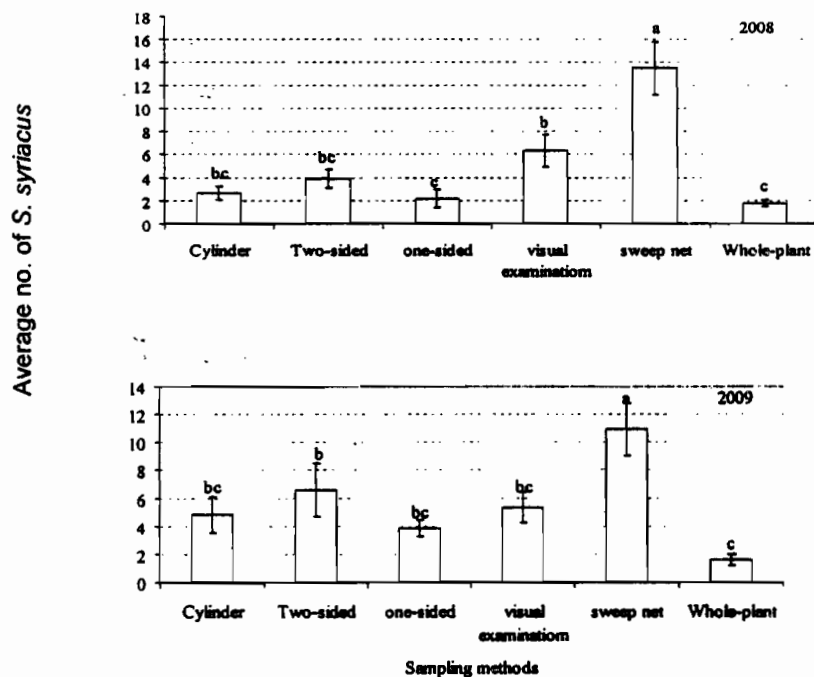 Average no. of S. syriacus
18
16
14
12
10
8
6
4
2
0
2008
bc
bc
c
b
a
c
Cylinder
Two-sided
one-sided
visual
examinatiom
sweep net
Whole-plant
14
12
10
8
6
4
2
0
2009
bc
b
bc
bc
a
c
Cylinder
Two-sided
one-sided
visual
examinatiom
sweep net
Whole-plant
Sampling methods